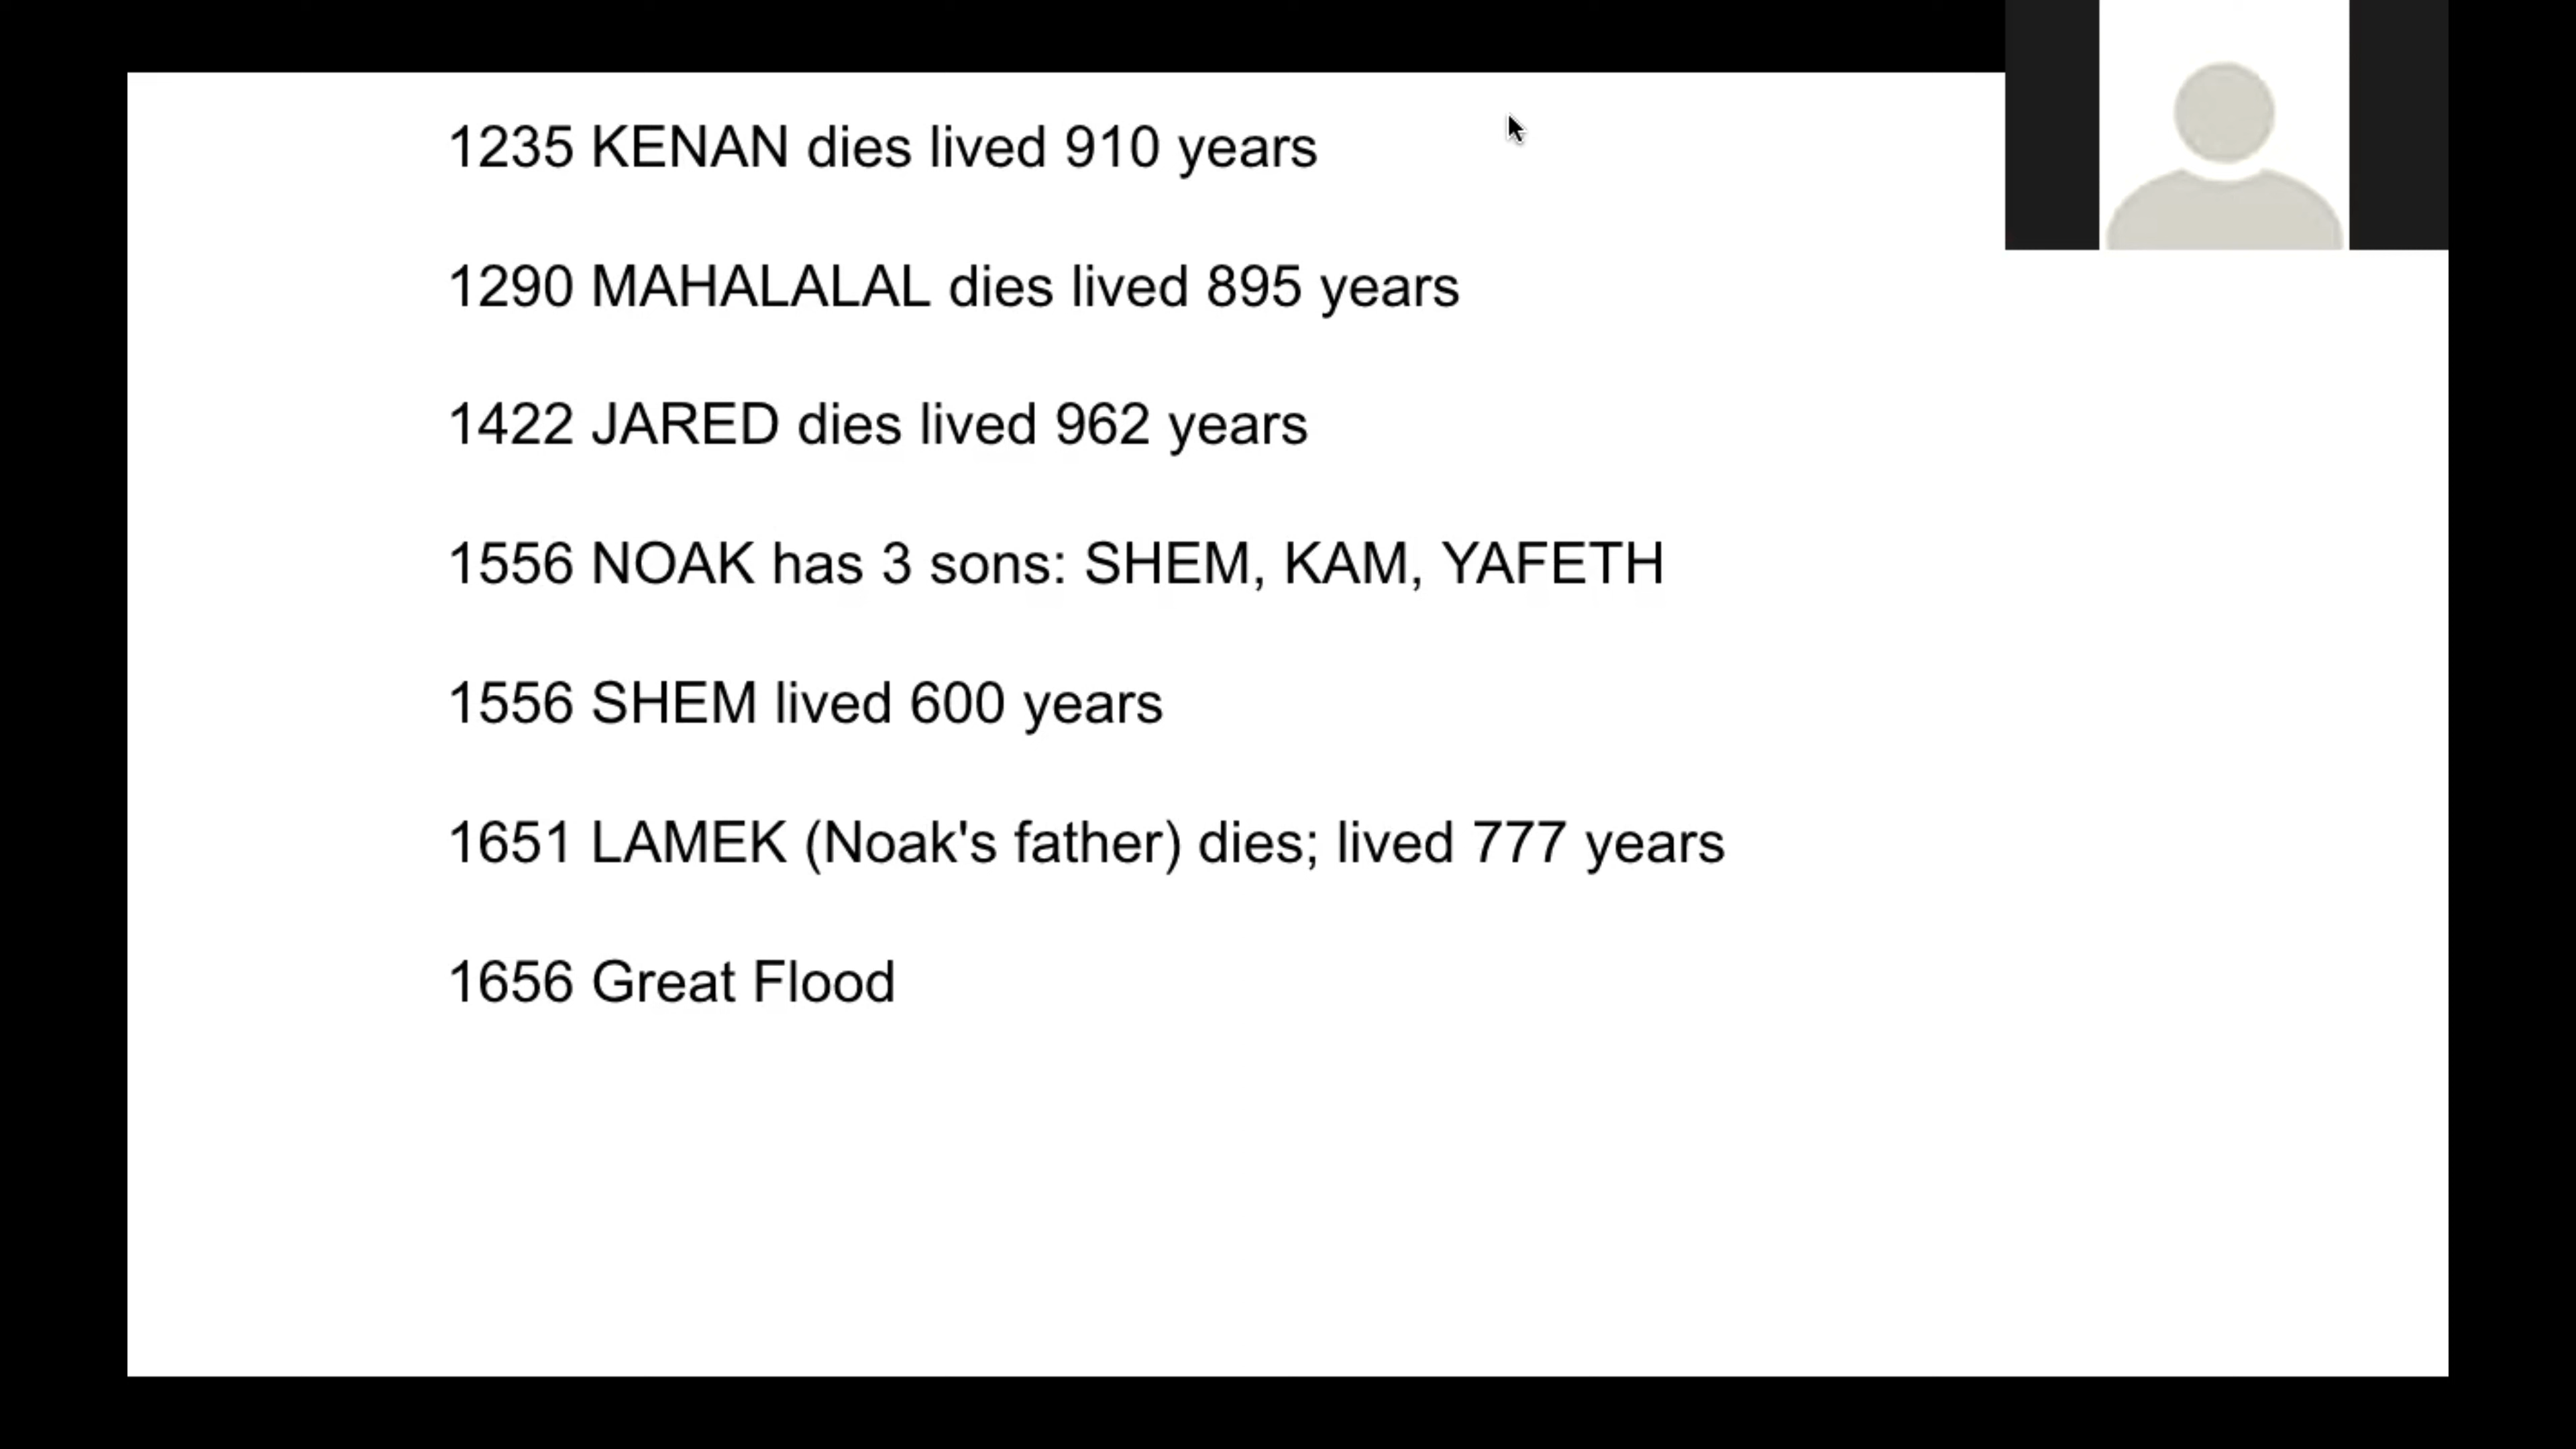 1235 KENAN dies lived 910 years
1290 MAHALALAL dies lived 895 years
1422 JARED dies lived 962 years
1556 NOAK has 3 sons: SHEM, KAM, YAFETH
1556 SHEM lived 600 years
1651 LAMEK (Noak's father) dies; lived 777 years
1656 Great Flood